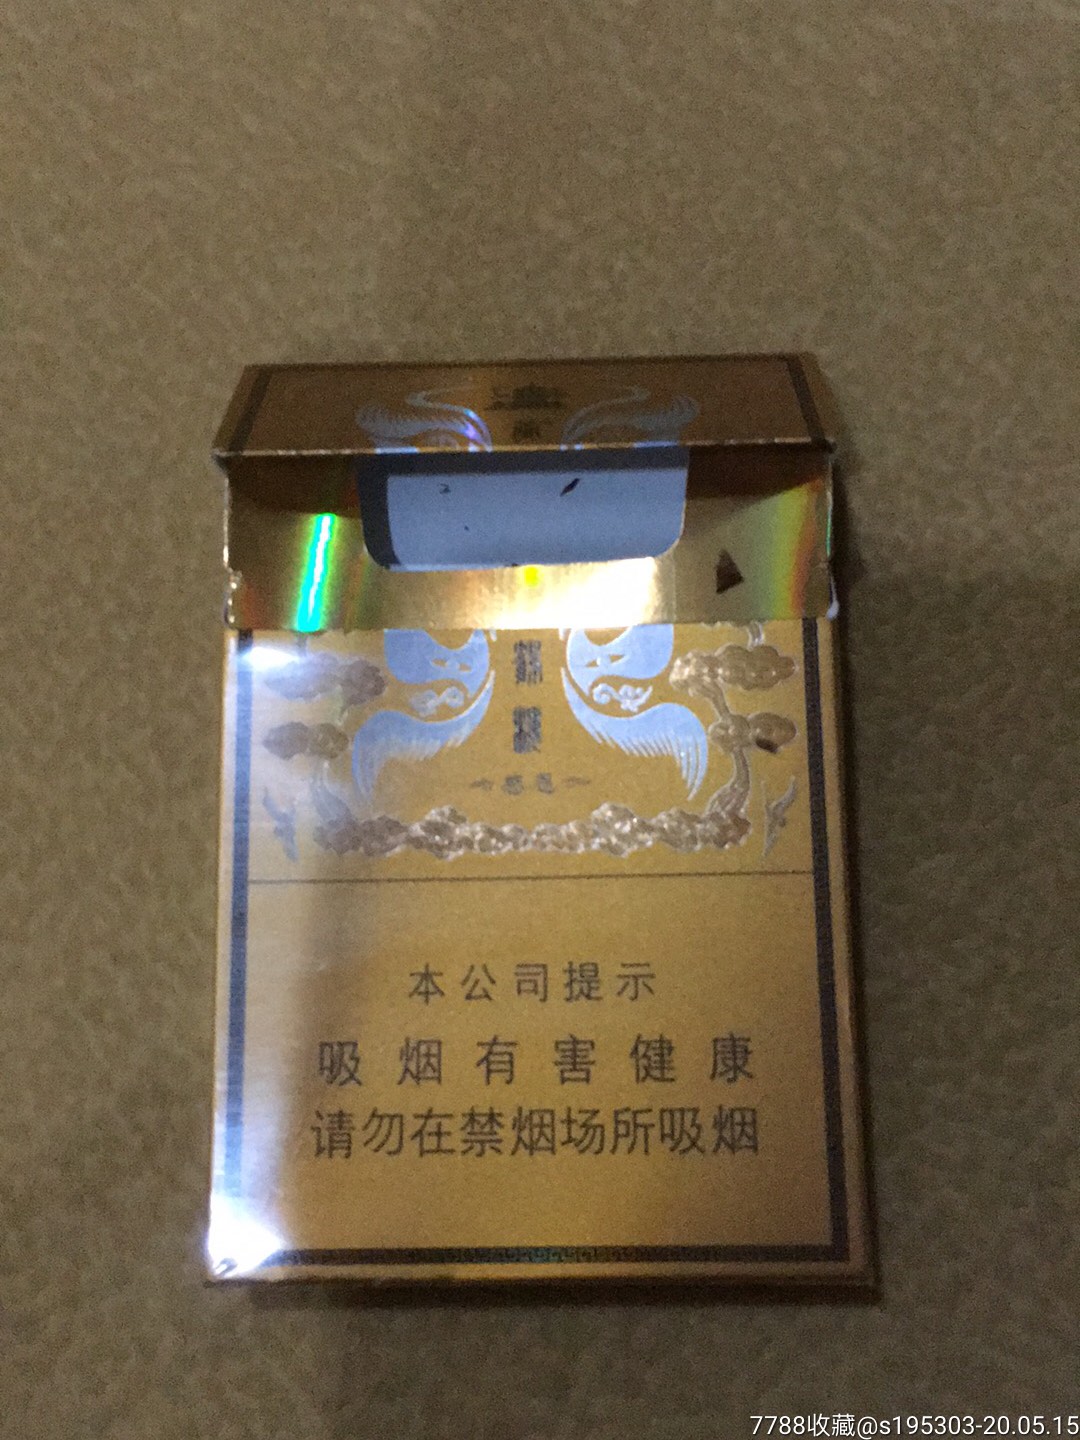 本公司提示
吸烟有害健康
请勿在禁烟场所吸烟
7788收藏@s195303-20.05.15